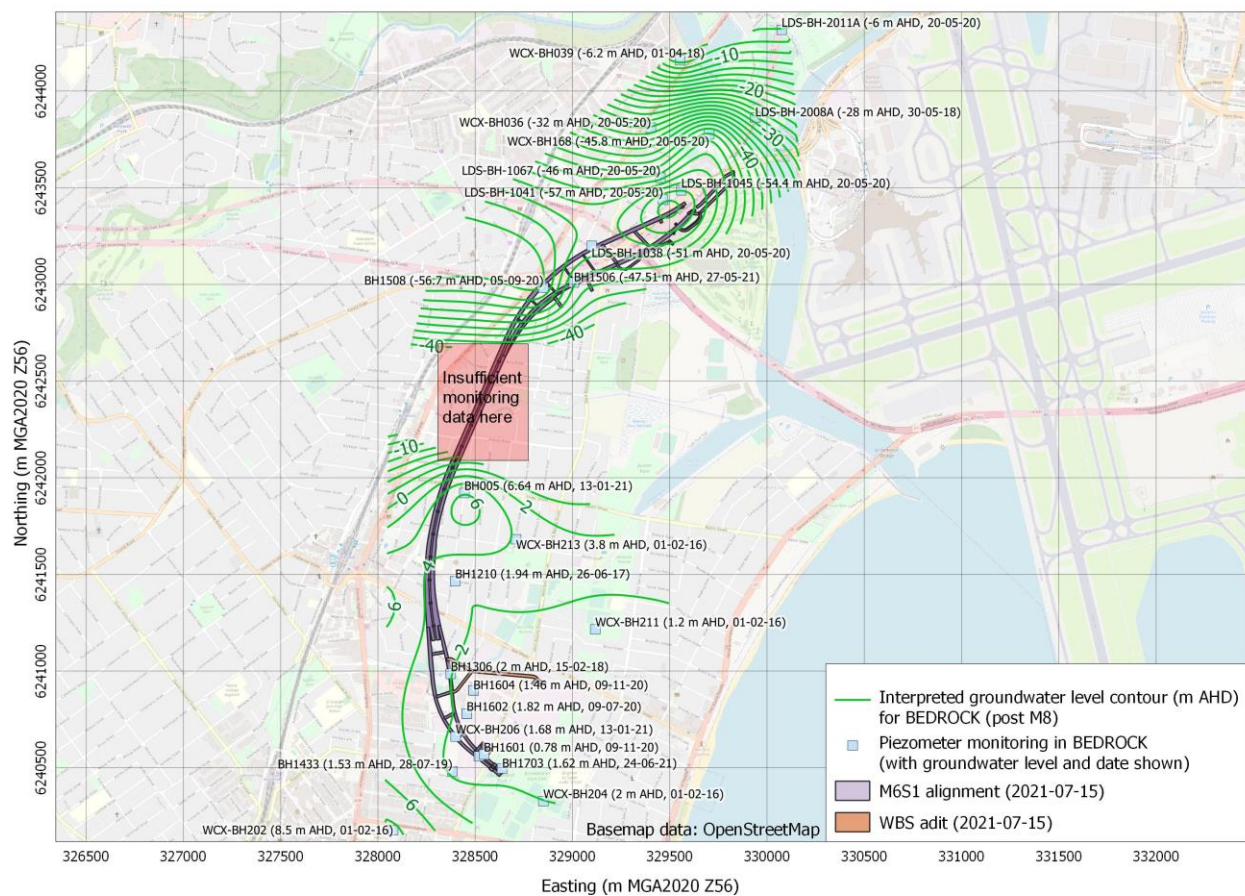 LDS-BH-2011A (-6 m AHD, 20-05-20)
WCX-BH039 (-6.2 m AHD, 01-04-18)
-10
-20
LDS-BH-2008A (-28 m AHD, 30-05-18)
WCX-BH036 (-32 m AHD, 20-05-20)
-30
WCX-BH168 (-45.8 m AHD, 20-05-20)
-40
LDS-BH-1067 (-46 m AHD, 20-05-20)
LDS-BH-1045 (-54.4 m AHD, 20-05-20)
LDS-BH-1041 (-57 m AHD, 20-05-20)
LDS-BH-1038 (-51 m AHD, 20-05-20)
BH1508 (-56.7 m AHD, 05-09-20)
BH1506 (-47.51 m AHD, 27-05-21)
-40
-40
Insufficient
monitoring
data here
-10
0
BH005 (6.64 m AHD, 13-01-21)
6
2
WCX-BH213 (3.8 m AHD, 01-02-16)
4
BH1210 (1.94 m AHD, 26-06-17)
6
WCX-BH211 (1.2 m AHD, 01-02-16)
2
BH1306 (2 m AHD, 15-02-18)
BH1604 (1.46 m AHD, 09-11-20)
BH1602 (1.82 m AHD, 09-07-20)
WCX-BH206 (1.68 m AHD, 13-01-21)
BH1601 (0.78 m AHD, 09-11-20)
BH1433 (1.53 m AHD, 28-07-19)
BH1703 (1.62 m AHD, 24-06-21)
WCX-BH204 (2 m AHD, 01-02-16)
6
WCX-BH202 (8.5 m AHD, 01-02-16)
Basemap data: OpenStreetMap
Interpreted groundwater level contour (m AHD)
for BEDROCK (post M8)
Piezometer monitoring in BEDROCK
(with groundwater level and date shown)
M6S1 alignment (2021-07-15)
WBS adit (2021-07-15)
Northing (m MGA2020 Z56)
6244000
6243500
6243000
6242500
6242000
6241500
6241000
6240500
326500 327000 327500 328000 328500 329000 329500 330000 330500 331000 331500 332000
Easting (m MGA2020 Z56)